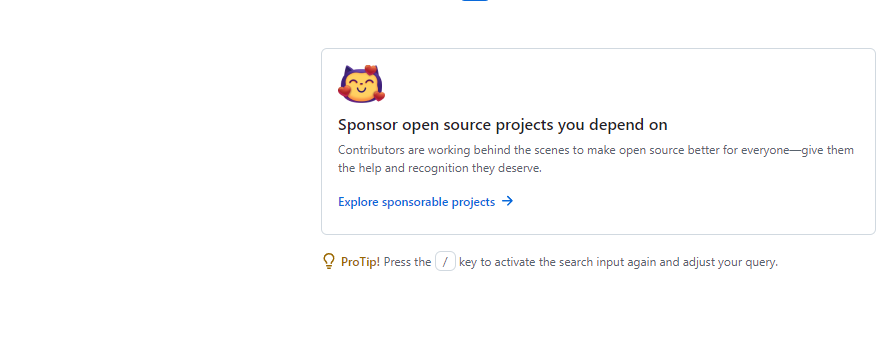 Sponsor open source projects you depend on
Contributors are working behind the scenes to make open source better for everyone—give them
the help and recognition they deserve.
Explore sponsorable projects →
ProTip! Press the / key to activate the search input again and adjust your query.